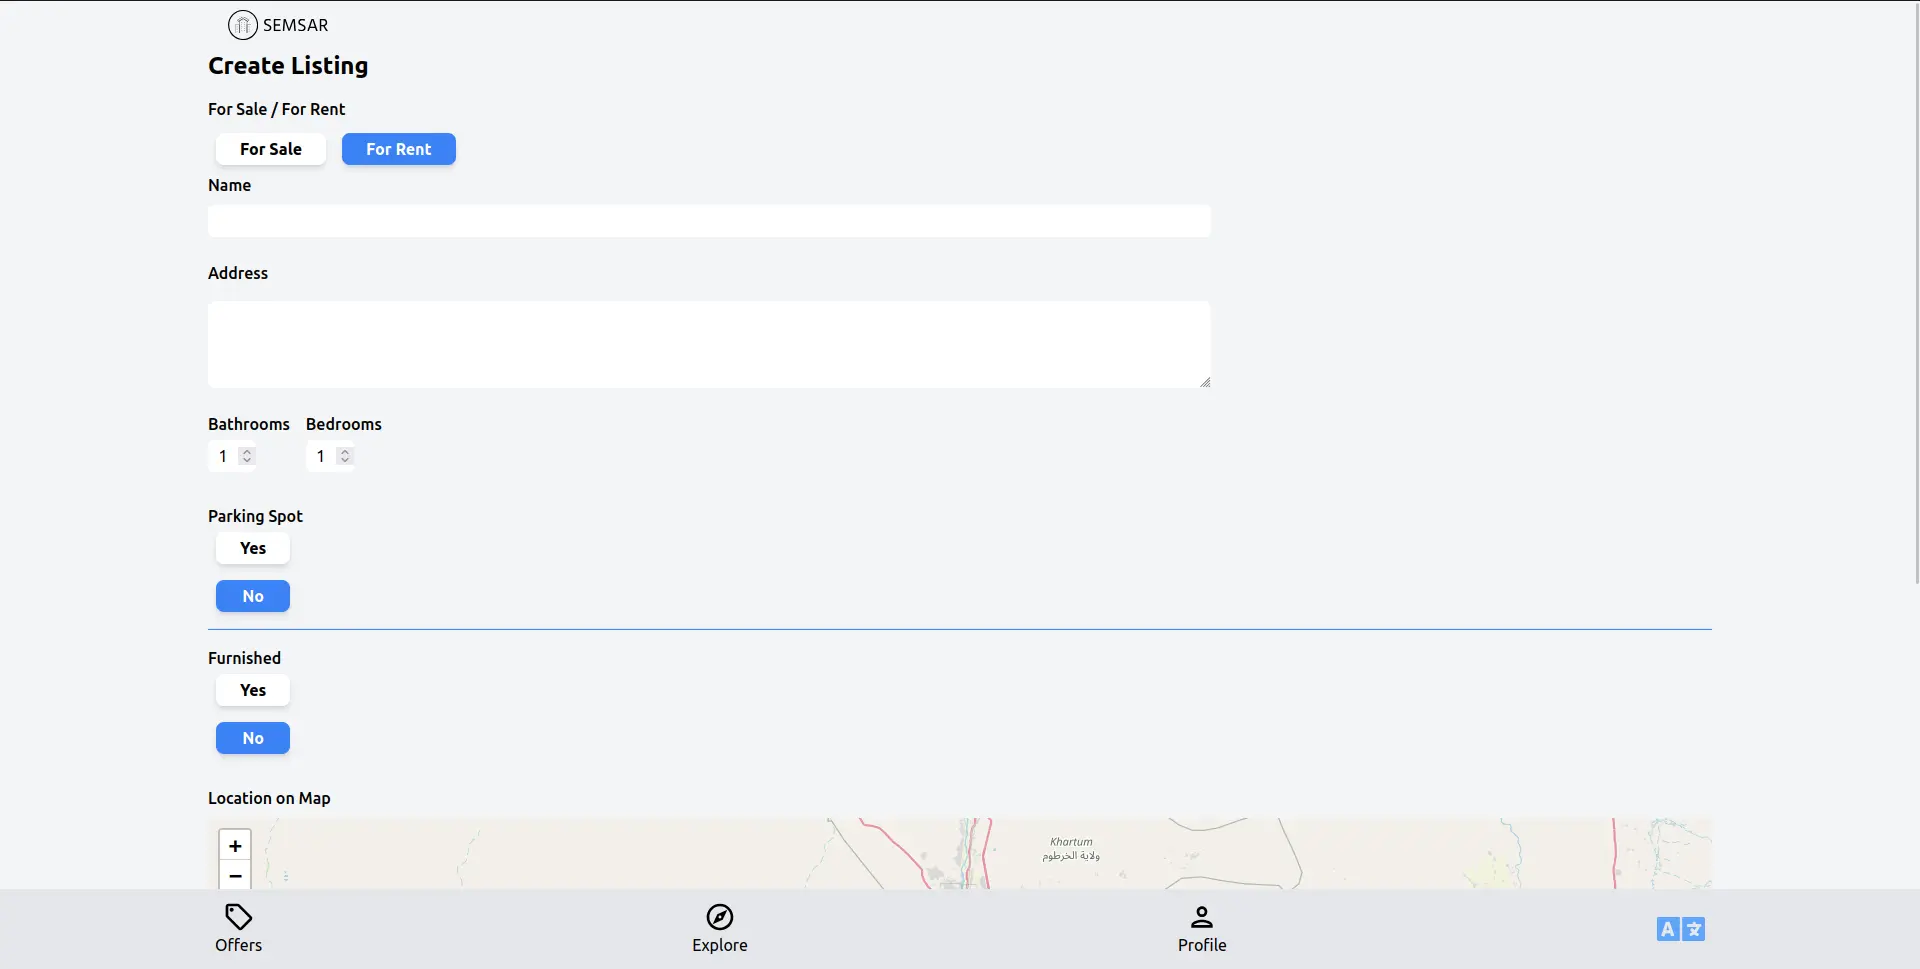 SEMSAR
Create Listing
For Sale / For Rent
For Sale
For Rent
Name
Address
Bathrooms
Bedrooms
1
1
Parking Spot
Yes
No
Furnished
Yes
No
Location on Map
+
−
Khartum
ولاية الخرطوم
Offers
Explore
Profile
A 文